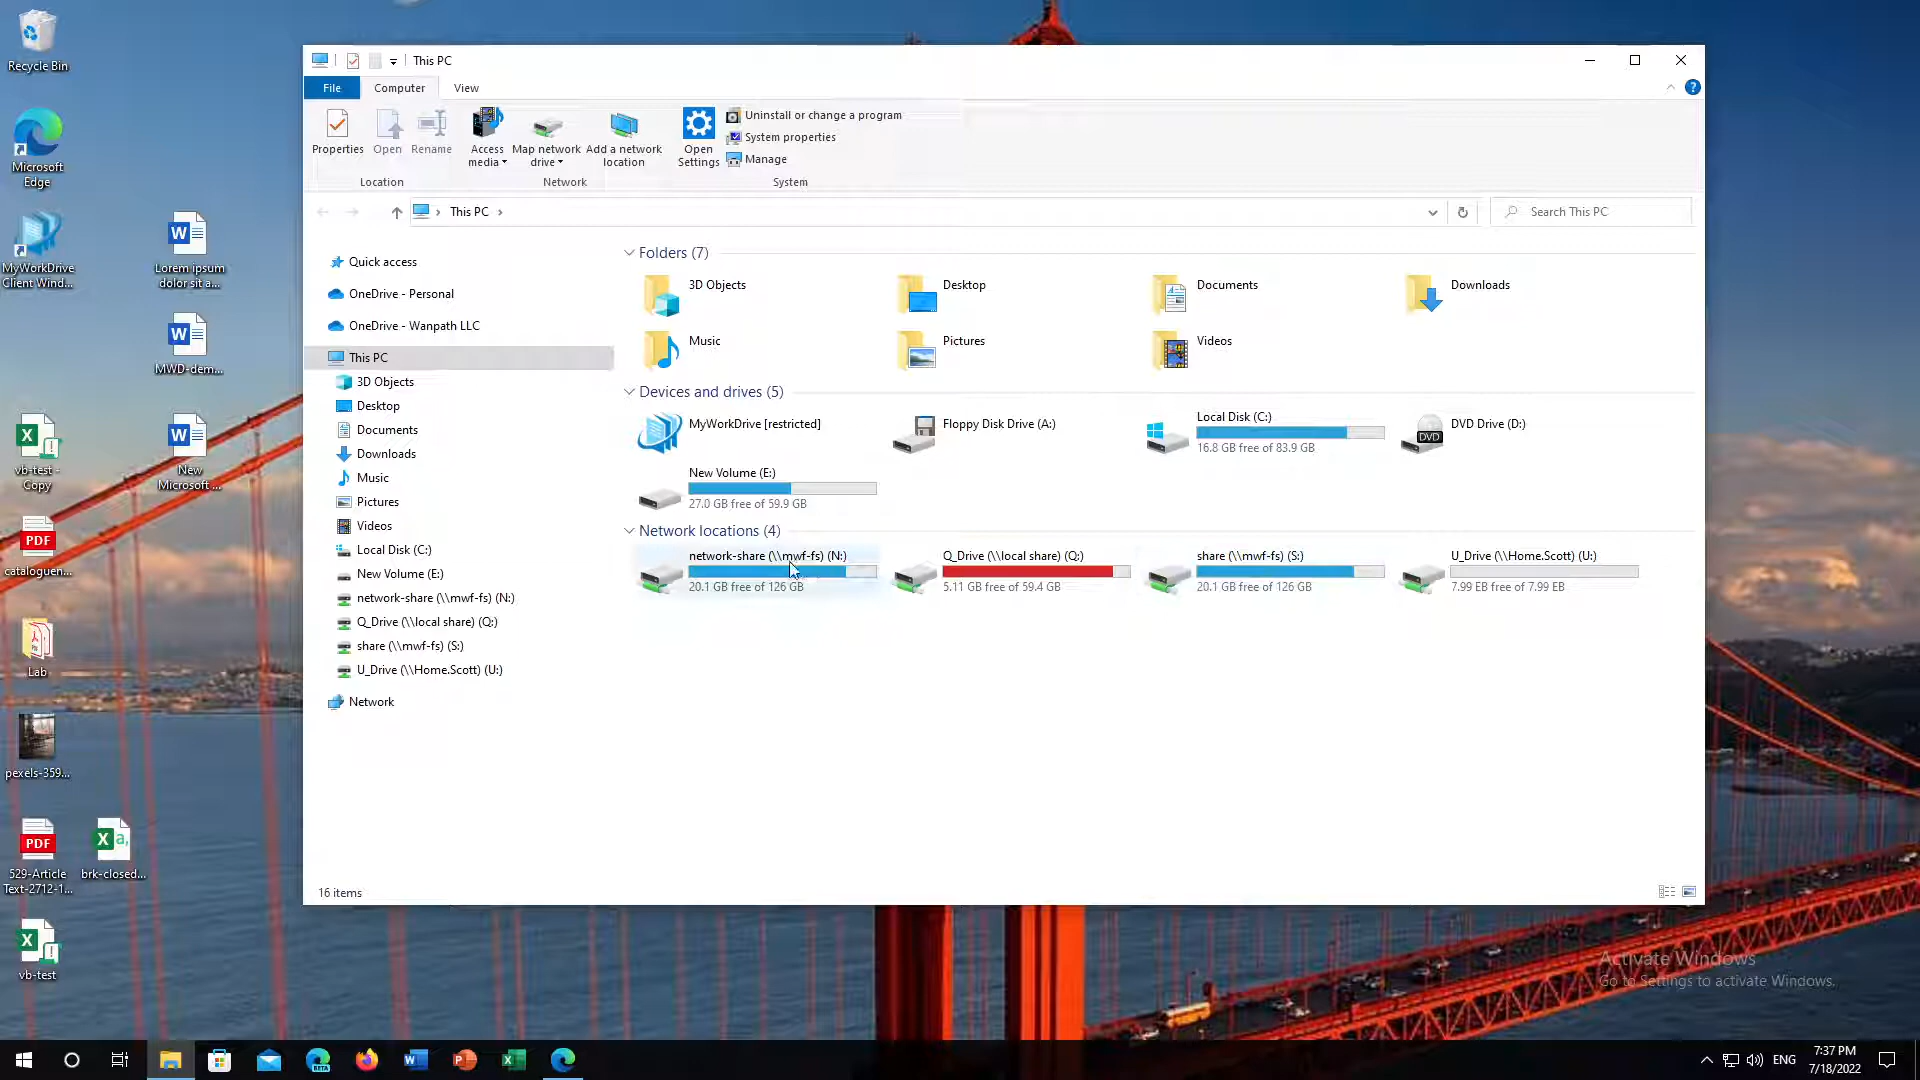 Recycle Bin
Microsoft
Edge
MyWorkDrive
Client Wind...
Lorem ipsum
dolor sit a...
MWD-dem...
vb-test -
Copy
New
Microsoft ...
PDF
cataloguen...
Lab
pexels-359...
PDF
529-Article
Text-2712-1...
brk-closed...
vb-test
This PC
File
Computer
View
Properties
Open
Rename
Access
media
Map network
drive
Add a network
location
Open
Settings
Uninstall or change a program
System properties
Manage
Location
Network
System
This PC
Search This PC
Quick access
OneDrive - Personal
OneDrive - Wanpath LLC
This PC
3D Objects
Desktop
Documents
Downloads
Music
Pictures
Videos
Local Disk (C:)
New Volume (E:)
network-share (\\mwf-fs) (N:)
Q_Drive (\\local share) (Q:)
share (\\mwf-fs) (S:)
U_Drive (\\Home.Scott) (U:)
Network
Folders (7)
3D Objects
Desktop
Documents
Downloads
Music
Pictures
Videos
Devices and drives (5)
MyWorkDrive [restricted]
Floppy Disk Drive (A:)
Local Disk (C:)
16.8 GB free of 83.9 GB
DVD
DVD Drive (D:)
New Volume (E:)
27.0 GB free of 59.9 GB
Network locations (4)
network-share (\\mwf-fs) (N:)
20.1 GB free of 126 GB
Q_Drive (\\local share) (Q:)
5.11 GB free of 59.4 GB
share (\\mwf-fs) (S:)
20.1 GB free of 126 GB
U_Drive (\\Home.Scott) (U:)
7.99 EB free of 7.99 EB
16 items
Activate Windows
Go to Settings to activate Windows.
BETA
ENG
7:37 PM
7/18/2022